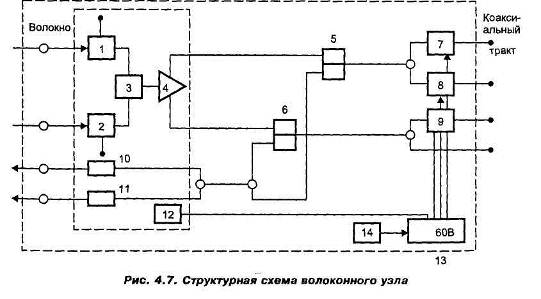 Волокно
Коакси-
альный
тракт
1
2
3
4
5
6
7
8
9
10
11
12
14
60В
13
Рис. 4.7. Структурная схема волоконного узла